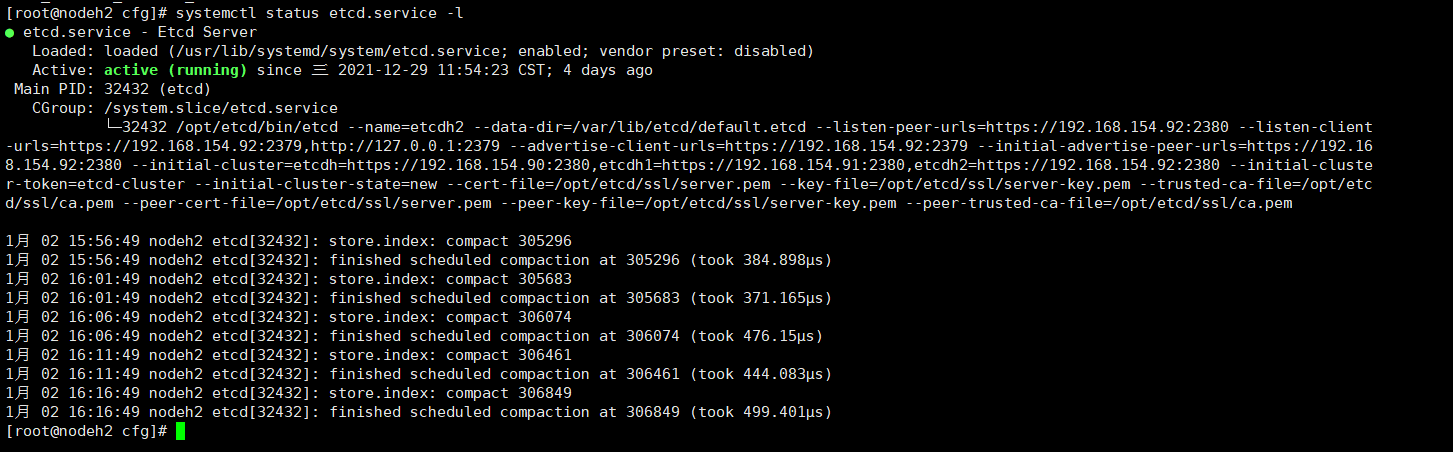 [root@nodeh2 cfg]# systemctl status etcd.service -l
● etcd.service - Etcd Server
   Loaded: loaded (/usr/lib/systemd/system/etcd.service; enabled; vendor preset: disabled)
   Active: active (running) since 三 2021-12-29 11:54:23 CST; 4 days ago
 Main PID: 32432 (etcd)
   CGroup: /system.slice/etcd.service
           └─32432 /opt/etcd/bin/etcd --name=etcdh2 --data-dir=/var/lib/etcd/default.etcd --listen-peer-urls=https://192.168.154.92:2380 --listen-client
-urls=https://192.168.154.92:2379,http://127.0.0.1:2379 --advertise-client-urls=https://192.168.154.92:2379 --initial-advertise-peer-urls=https://192.16
8.154.92:2380 --initial-cluster=etcdh=https://192.168.154.90:2380,etcdh1=https://192.168.154.91:2380,etcdh2=https://192.168.154.92:2380 --initial-cluste
r-token=etcd-cluster --initial-cluster-state=new --cert-file=/opt/etcd/ssl/server.pem --key-file=/opt/etcd/ssl/server-key.pem --trusted-ca-file=/opt/etc
d/ssl/ca.pem --peer-cert-file=/opt/etcd/ssl/server.pem --peer-key-file=/opt/etcd/ssl/server-key.pem --peer-trusted-ca-file=/opt/etcd/ssl/ca.pem
1月 02 15:56:49 nodeh2 etcd[32432]: store.index: compact 305296
1月 02 15:56:49 nodeh2 etcd[32432]: finished scheduled compaction at 305296 (took 384.898µs)
1月 02 16:01:49 nodeh2 etcd[32432]: store.index: compact 305683
1月 02 16:01:49 nodeh2 etcd[32432]: finished scheduled compaction at 305683 (took 371.165µs)
1月 02 16:06:49 nodeh2 etcd[32432]: store.index: compact 306074
1月 02 16:06:49 nodeh2 etcd[32432]: finished scheduled compaction at 306074 (took 476.15µs)
1月 02 16:11:49 nodeh2 etcd[32432]: store.index: compact 306461
1月 02 16:11:49 nodeh2 etcd[32432]: finished scheduled compaction at 306461 (took 444.083µs)
1月 02 16:16:49 nodeh2 etcd[32432]: store.index: compact 306849
1月 02 16:16:49 nodeh2 etcd[32432]: finished scheduled compaction at 306849 (took 499.401µs)
[root@nodeh2 cfg]#